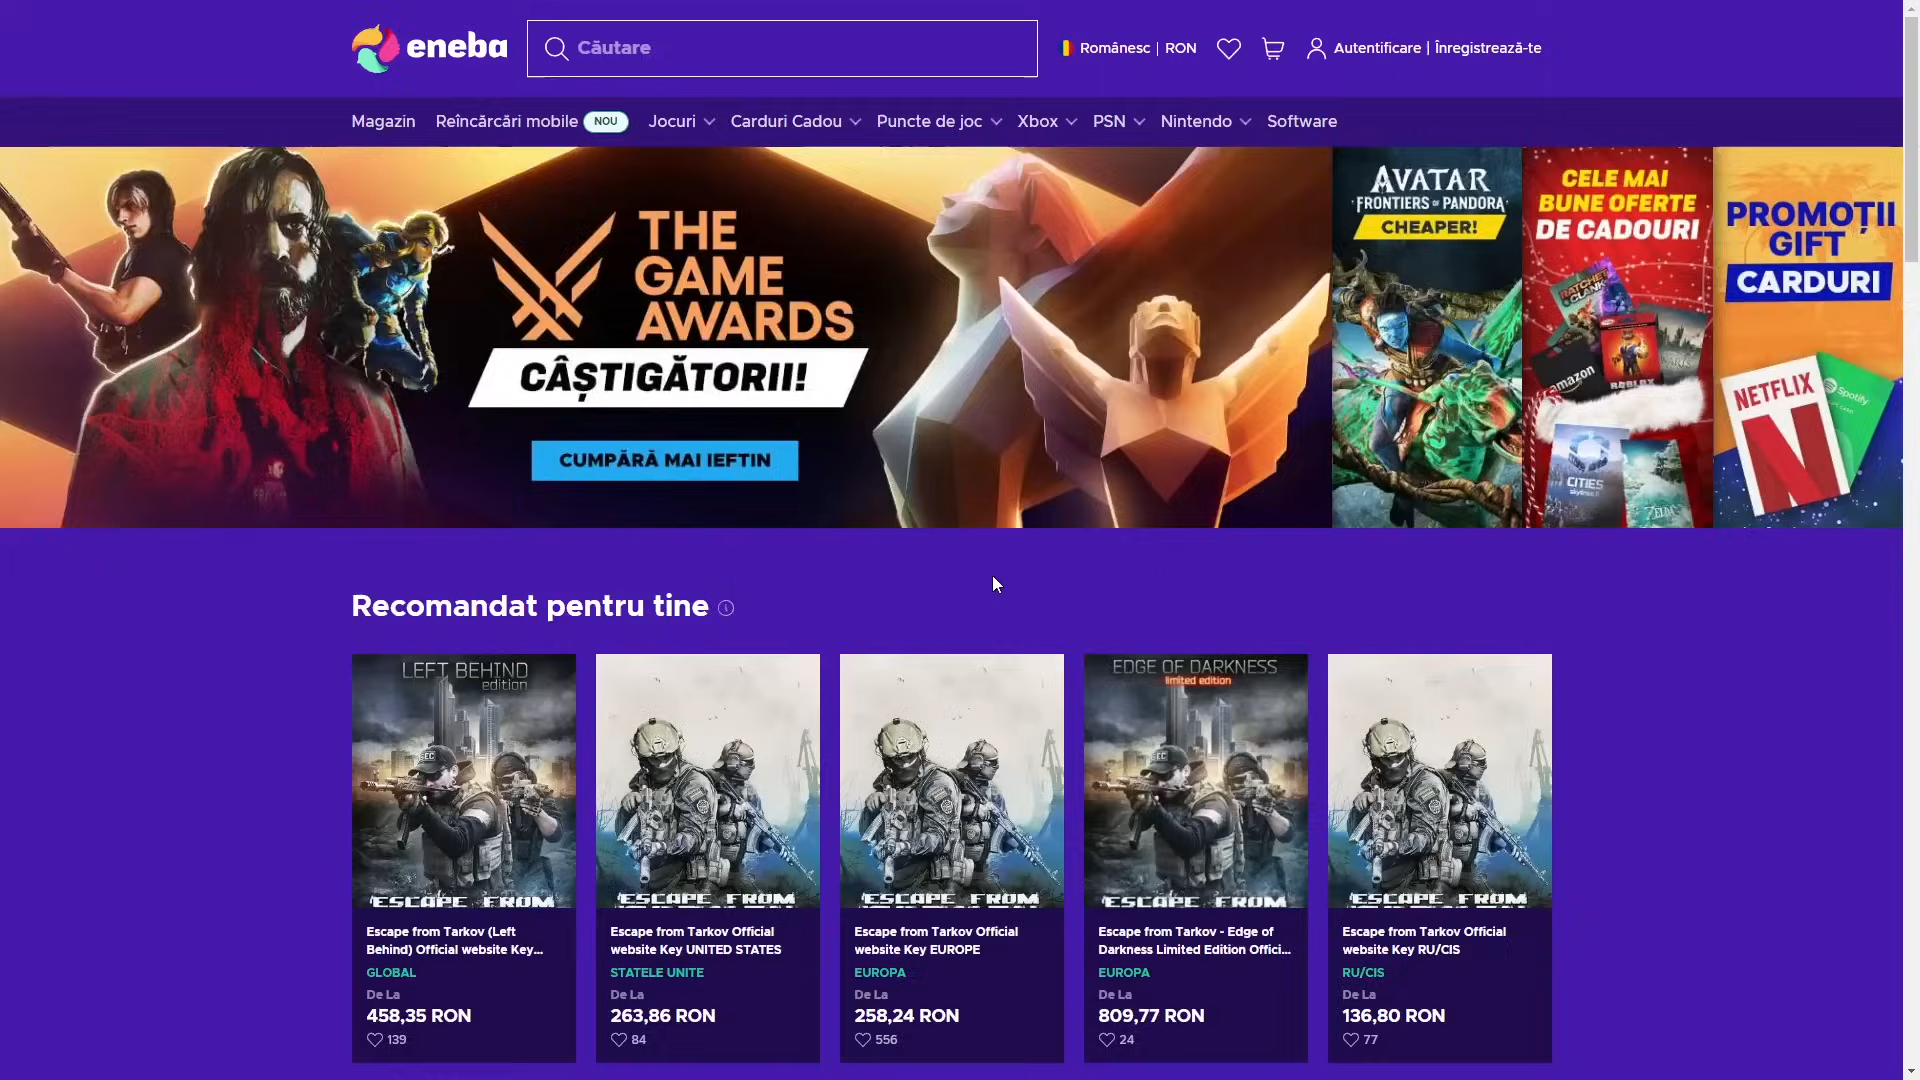 eneba
Căutare
Românesc | RON
Autentificare | Înregistrează-te
Magazin
Reîncărcări mobile
NOU
Jocuri
Carduri Cadou
Puncte de joc
Xbox
PSN
Nintendo
Software
THE
GAME
AWARDS
CÂȘTIGĂTORII!
CUMPĂRĂ MAI IEFTIN
AVATAR
FRONTIERS OF PANDORA
CHEAPER!
CELE MAI
BUNE OFERTE
DE CADOURI
RATCHET
CLANK
amazon
ROBLOX
CITIES
ZELDA
PROMOȚII
GIFT
CARDURI
NETFLIX
Spotify
Recomandat pentru tine
LEFT BEHIND
edition
ESCAPE FROM
Escape from Tarkov (Left
Behind) Official website Key...
GLOBAL
De La
458,35 RON
139
ESCAPE FROM
Escape from Tarkov Official
website Key UNITED STATES
STATELE UNITE
De La
263,86 RON
84
ESCAPE FROM
Escape from Tarkov Official
website Key EUROPE
EUROPA
De La
258,24 RON
556
EDGE OF DARKNESS
limited edition
ESCAPE FROM
Escape from Tarkov - Edge of
Darkness Limited Edition Offici...
EUROPA
De La
809,77 RON
24
ESCAPE FROM
Escape from Tarkov Official
website Key RU/CIS
RU/CIS
De La
136,80 RON
77